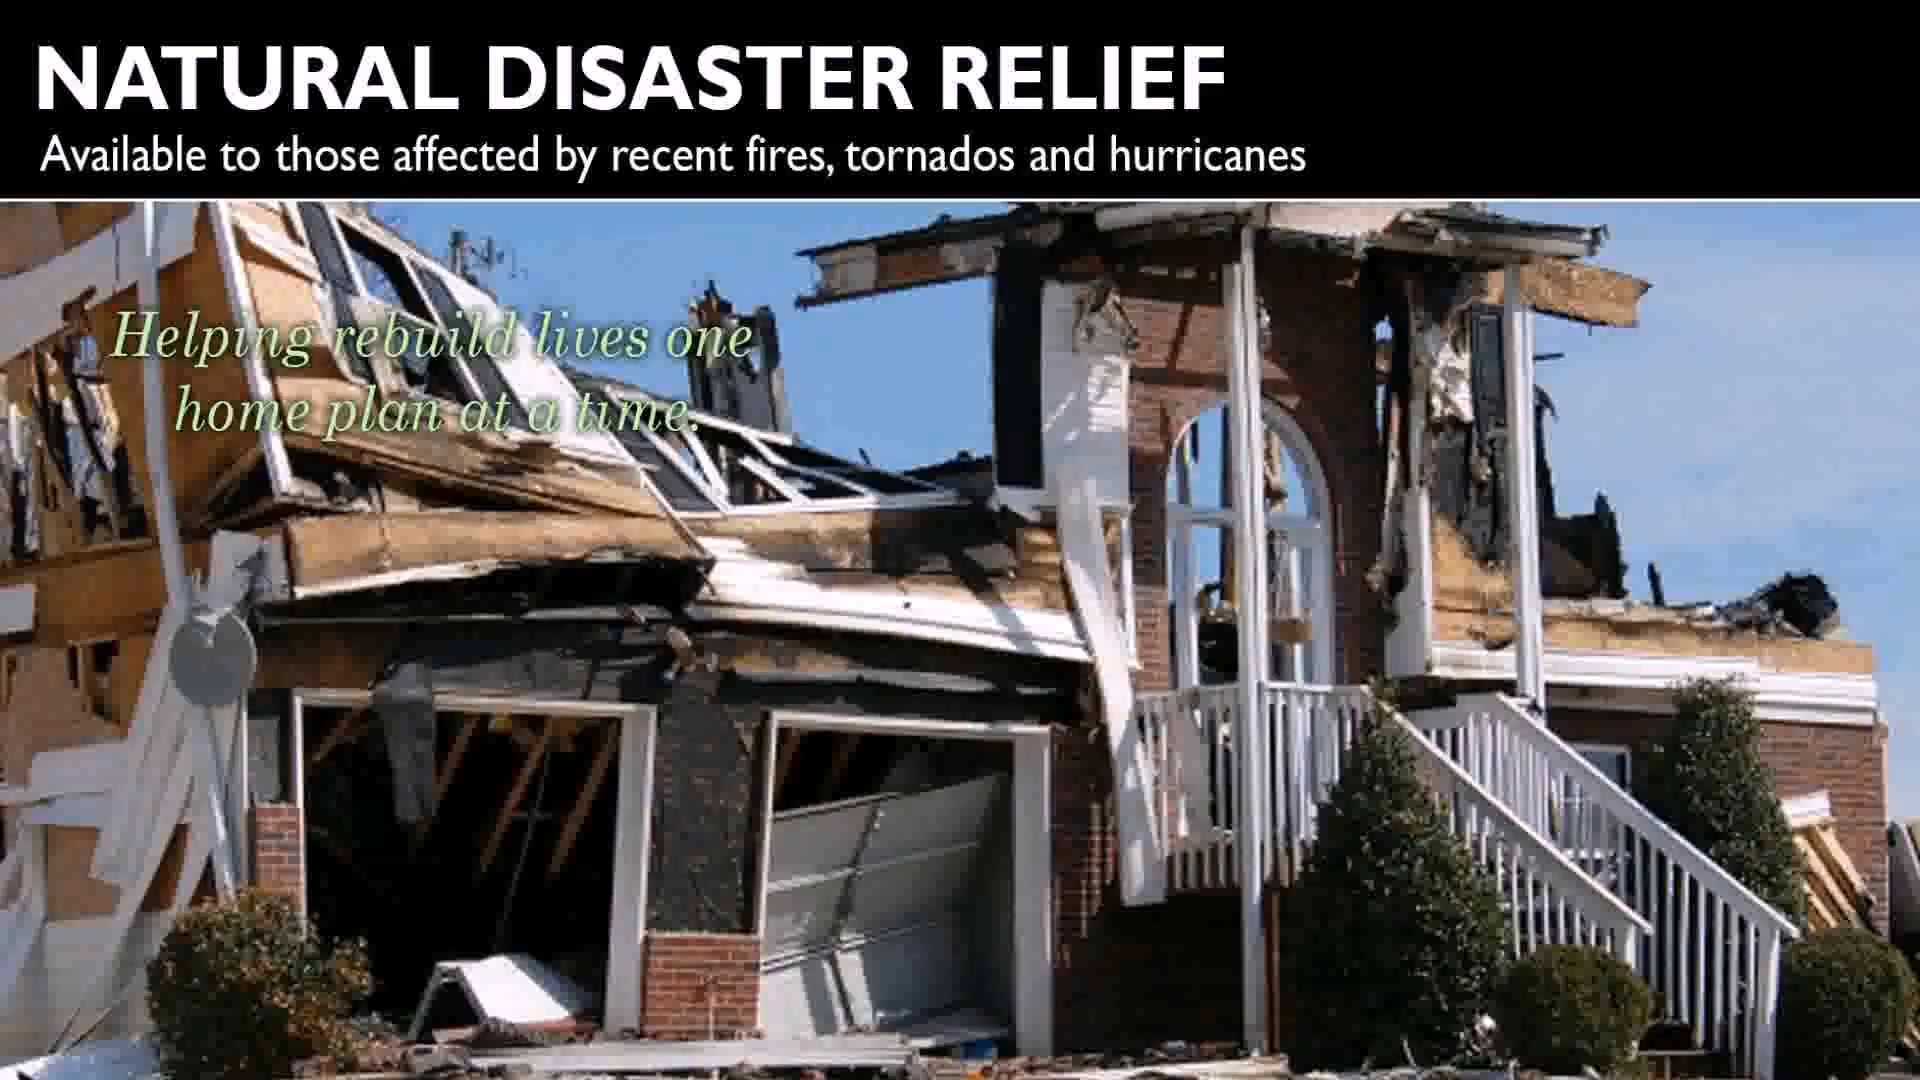 NATURAL DISASTER RELIEF
Available to those affected by recent fires, tornados and hurricanes
Helping rebuild lives one
home plan at a time.